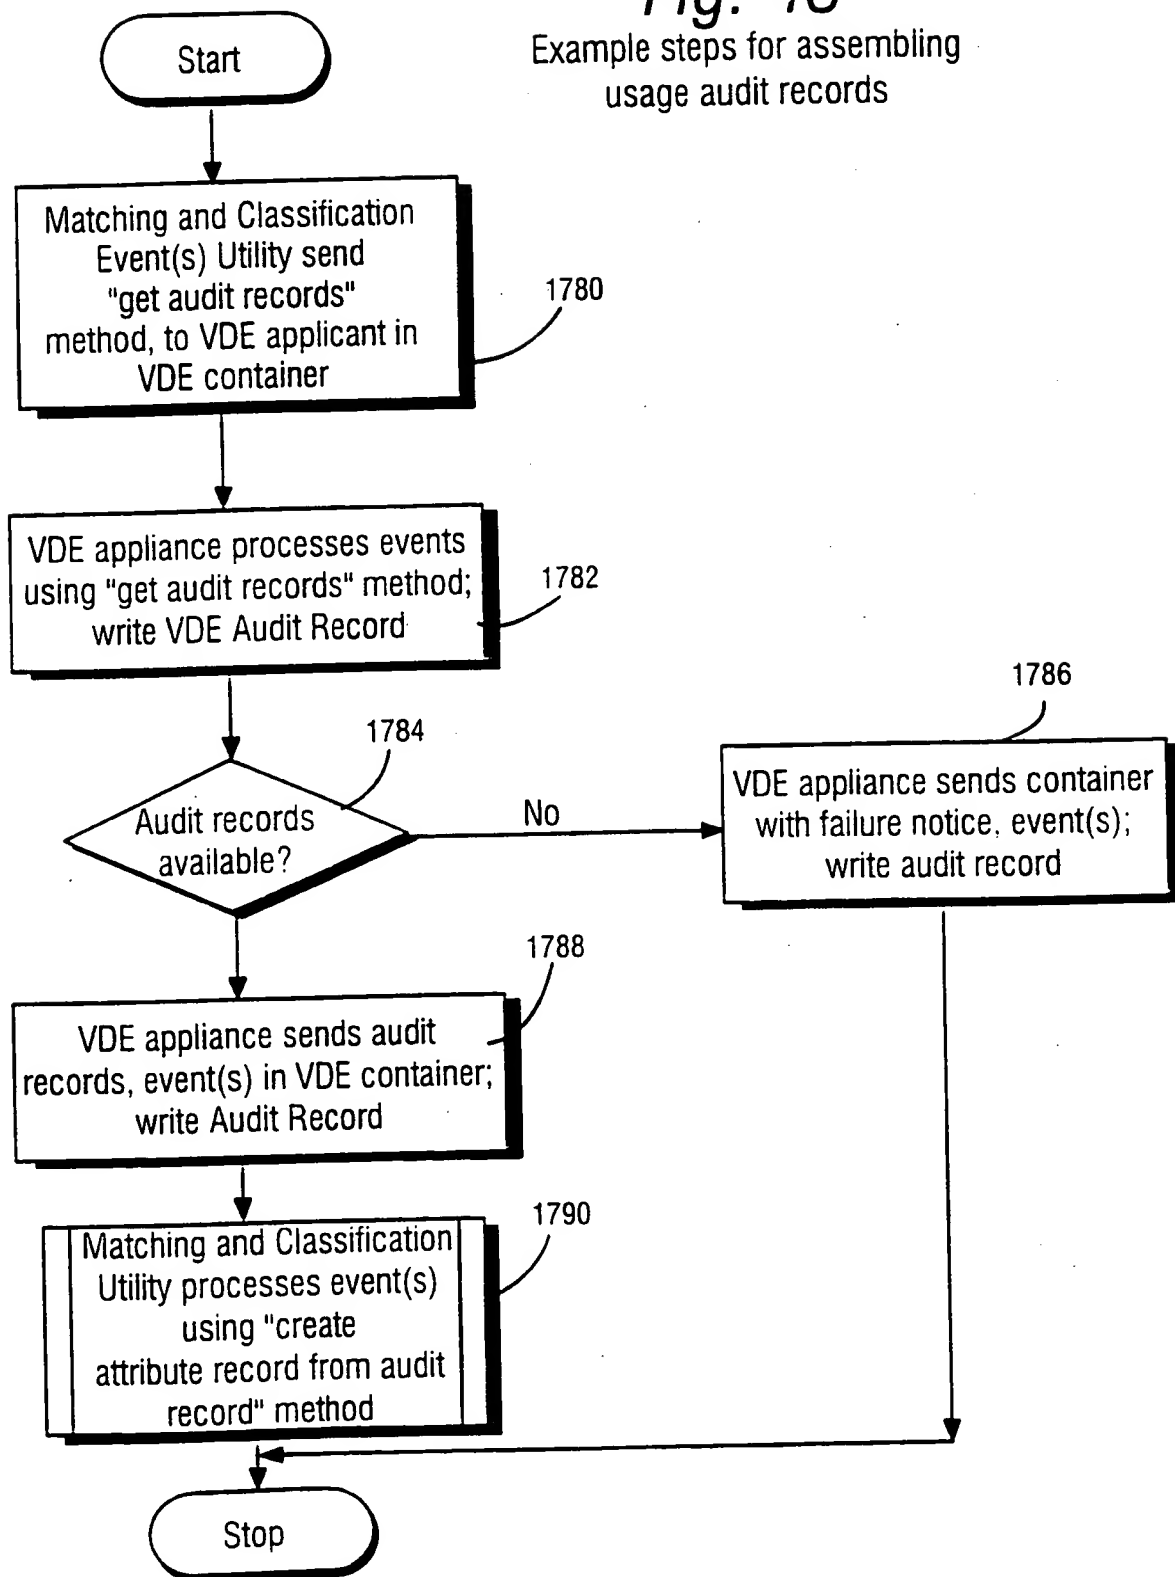 Example steps for assembling
usage audit records
Start
Matching and Classification
Event(s) Utility send
"get audit records"
method, to VDE applicant in
VDE container
1780
VDE appliance processes events
using "get audit records" method;
write VDE Audit Record
1782
1784
Audit records
available?
No
1786
VDE appliance sends container
with failure notice, event(s);
write audit record
1788
VDE appliance sends audit
records, event(s) in VDE container;
write Audit Record
1790
Matching and Classification
Utility processes event(s)
using "create
attribute record from audit
record" method
Stop